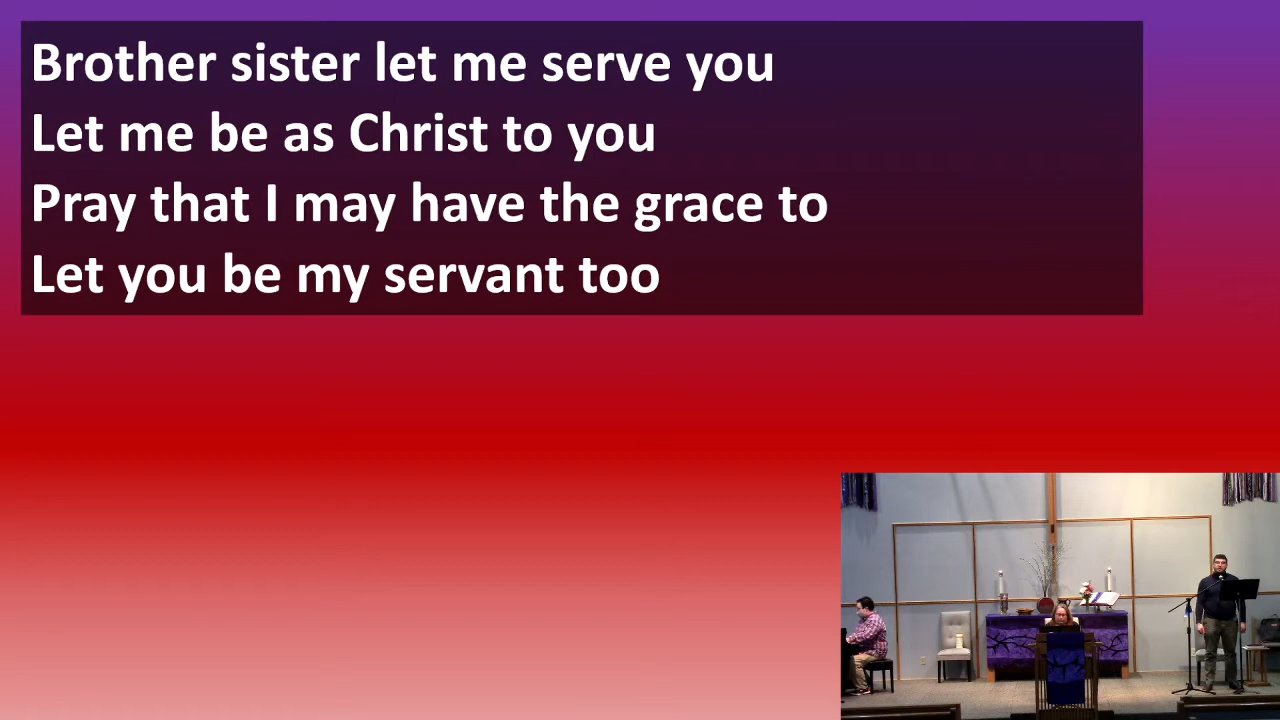 Brother sister let me serve you
Let me be as Christ to you
Pray that I may have the grace to
Let you be my servant too